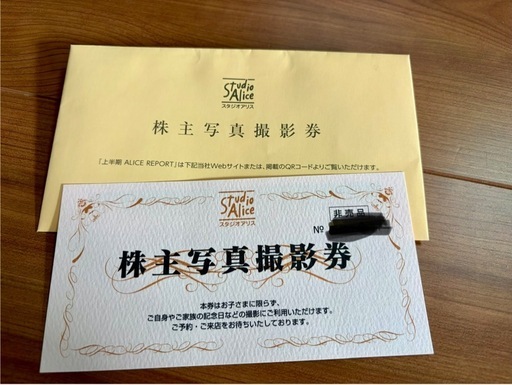 Studio
Alice
スタジオアリス
株主写真撮影券
「上半期 ALICE REPORT」は下記当社Webサイトまたは、掲載のQRコードよりご覧いただけます。
Studio
Alice
スタジオアリス
非売品
№
株主写真撮影券
本券はお子さまに限らず、
ご自身やご家族の記念日などの撮影にご利用いただけます。
ご予約・ご来店をお待ちいたしております。